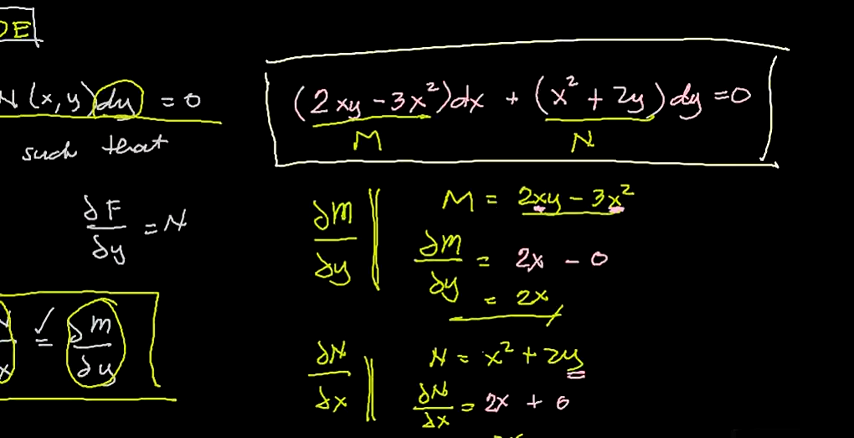 DE
N(x, y)dy = 0
such that
∂F/∂y = N
x = ∂M/∂y
(2xy − 3x²)dx + (x² + 2y)dy = 0
M N
∂M/∂y M = 2xy − 3x²
∂M/∂y = 2x − 0
= 2x
∂N/∂x N = x² + 2y
∂N/∂x = 2x + 0